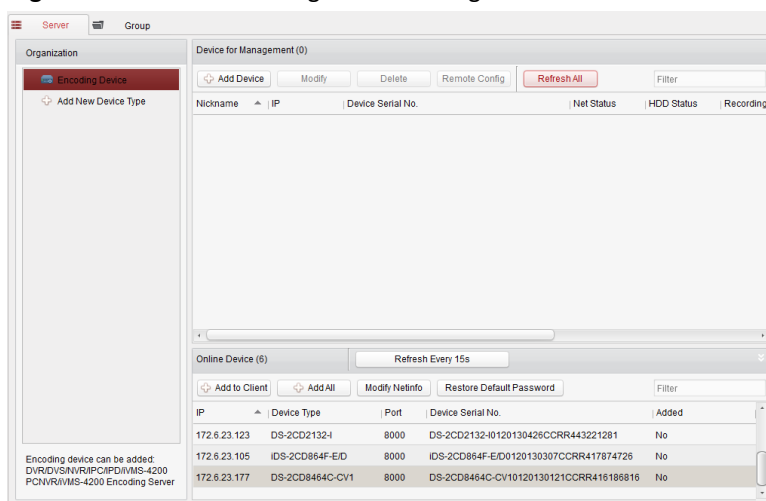 Server Group
Organization
Encoding Device
Add New Device Type
Encoding device can be added:
DVR/DVS/NVR/IPC/IPD/iVMS-4200
PCNVR/iVMS-4200 Encoding Server
Device for Management (0)
Add Device Modify Delete Remote Config Refresh All Filter
Nickname IP Device Serial No. Net Status HDD Status Recording
Online Device (6) Refresh Every 15s
Add to Client Add All Modify Netinfo Restore Default Password Filter
IP Device Type Port Device Serial No. Added
172.6.23.123 DS-2CD2132-I 8000 DS-2CD2132-I0120130426CCRR443221281 No
172.6.23.105 iDS-2CD864F-E/D 8000 iDS-2CD864F-E/D0120130307CCRR417874726 No
172.6.23.177 DS-2CD8464C-CV1 8000 DS-2CD8464C-CV10120130121CCRR416186816 No